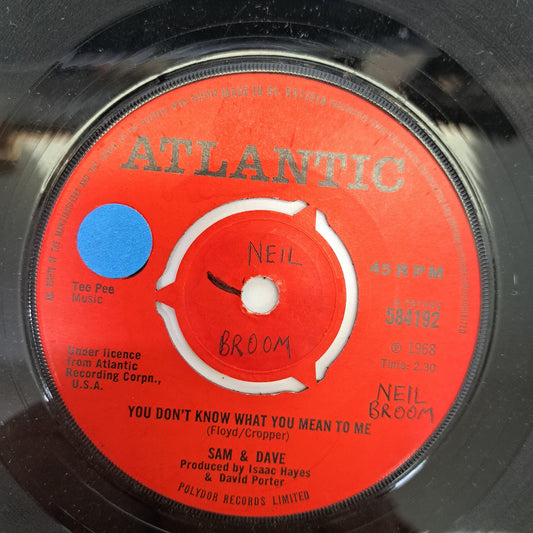 ATLANTIC
Tee Pee
Music
NEIL
BROOM
45 RPM
584192
Under licence
from Atlantic
Recording Corpn.,
U.S.A.
© 1968
Time: 2.30
NEIL
BROOM
YOU DON'T KNOW WHAT YOU MEAN TO ME
(Floyd/Cropper)
SAM & DAVE
Produced by Isaac Hayes
& David Porter
POLYDOR RECORDS LIMITED